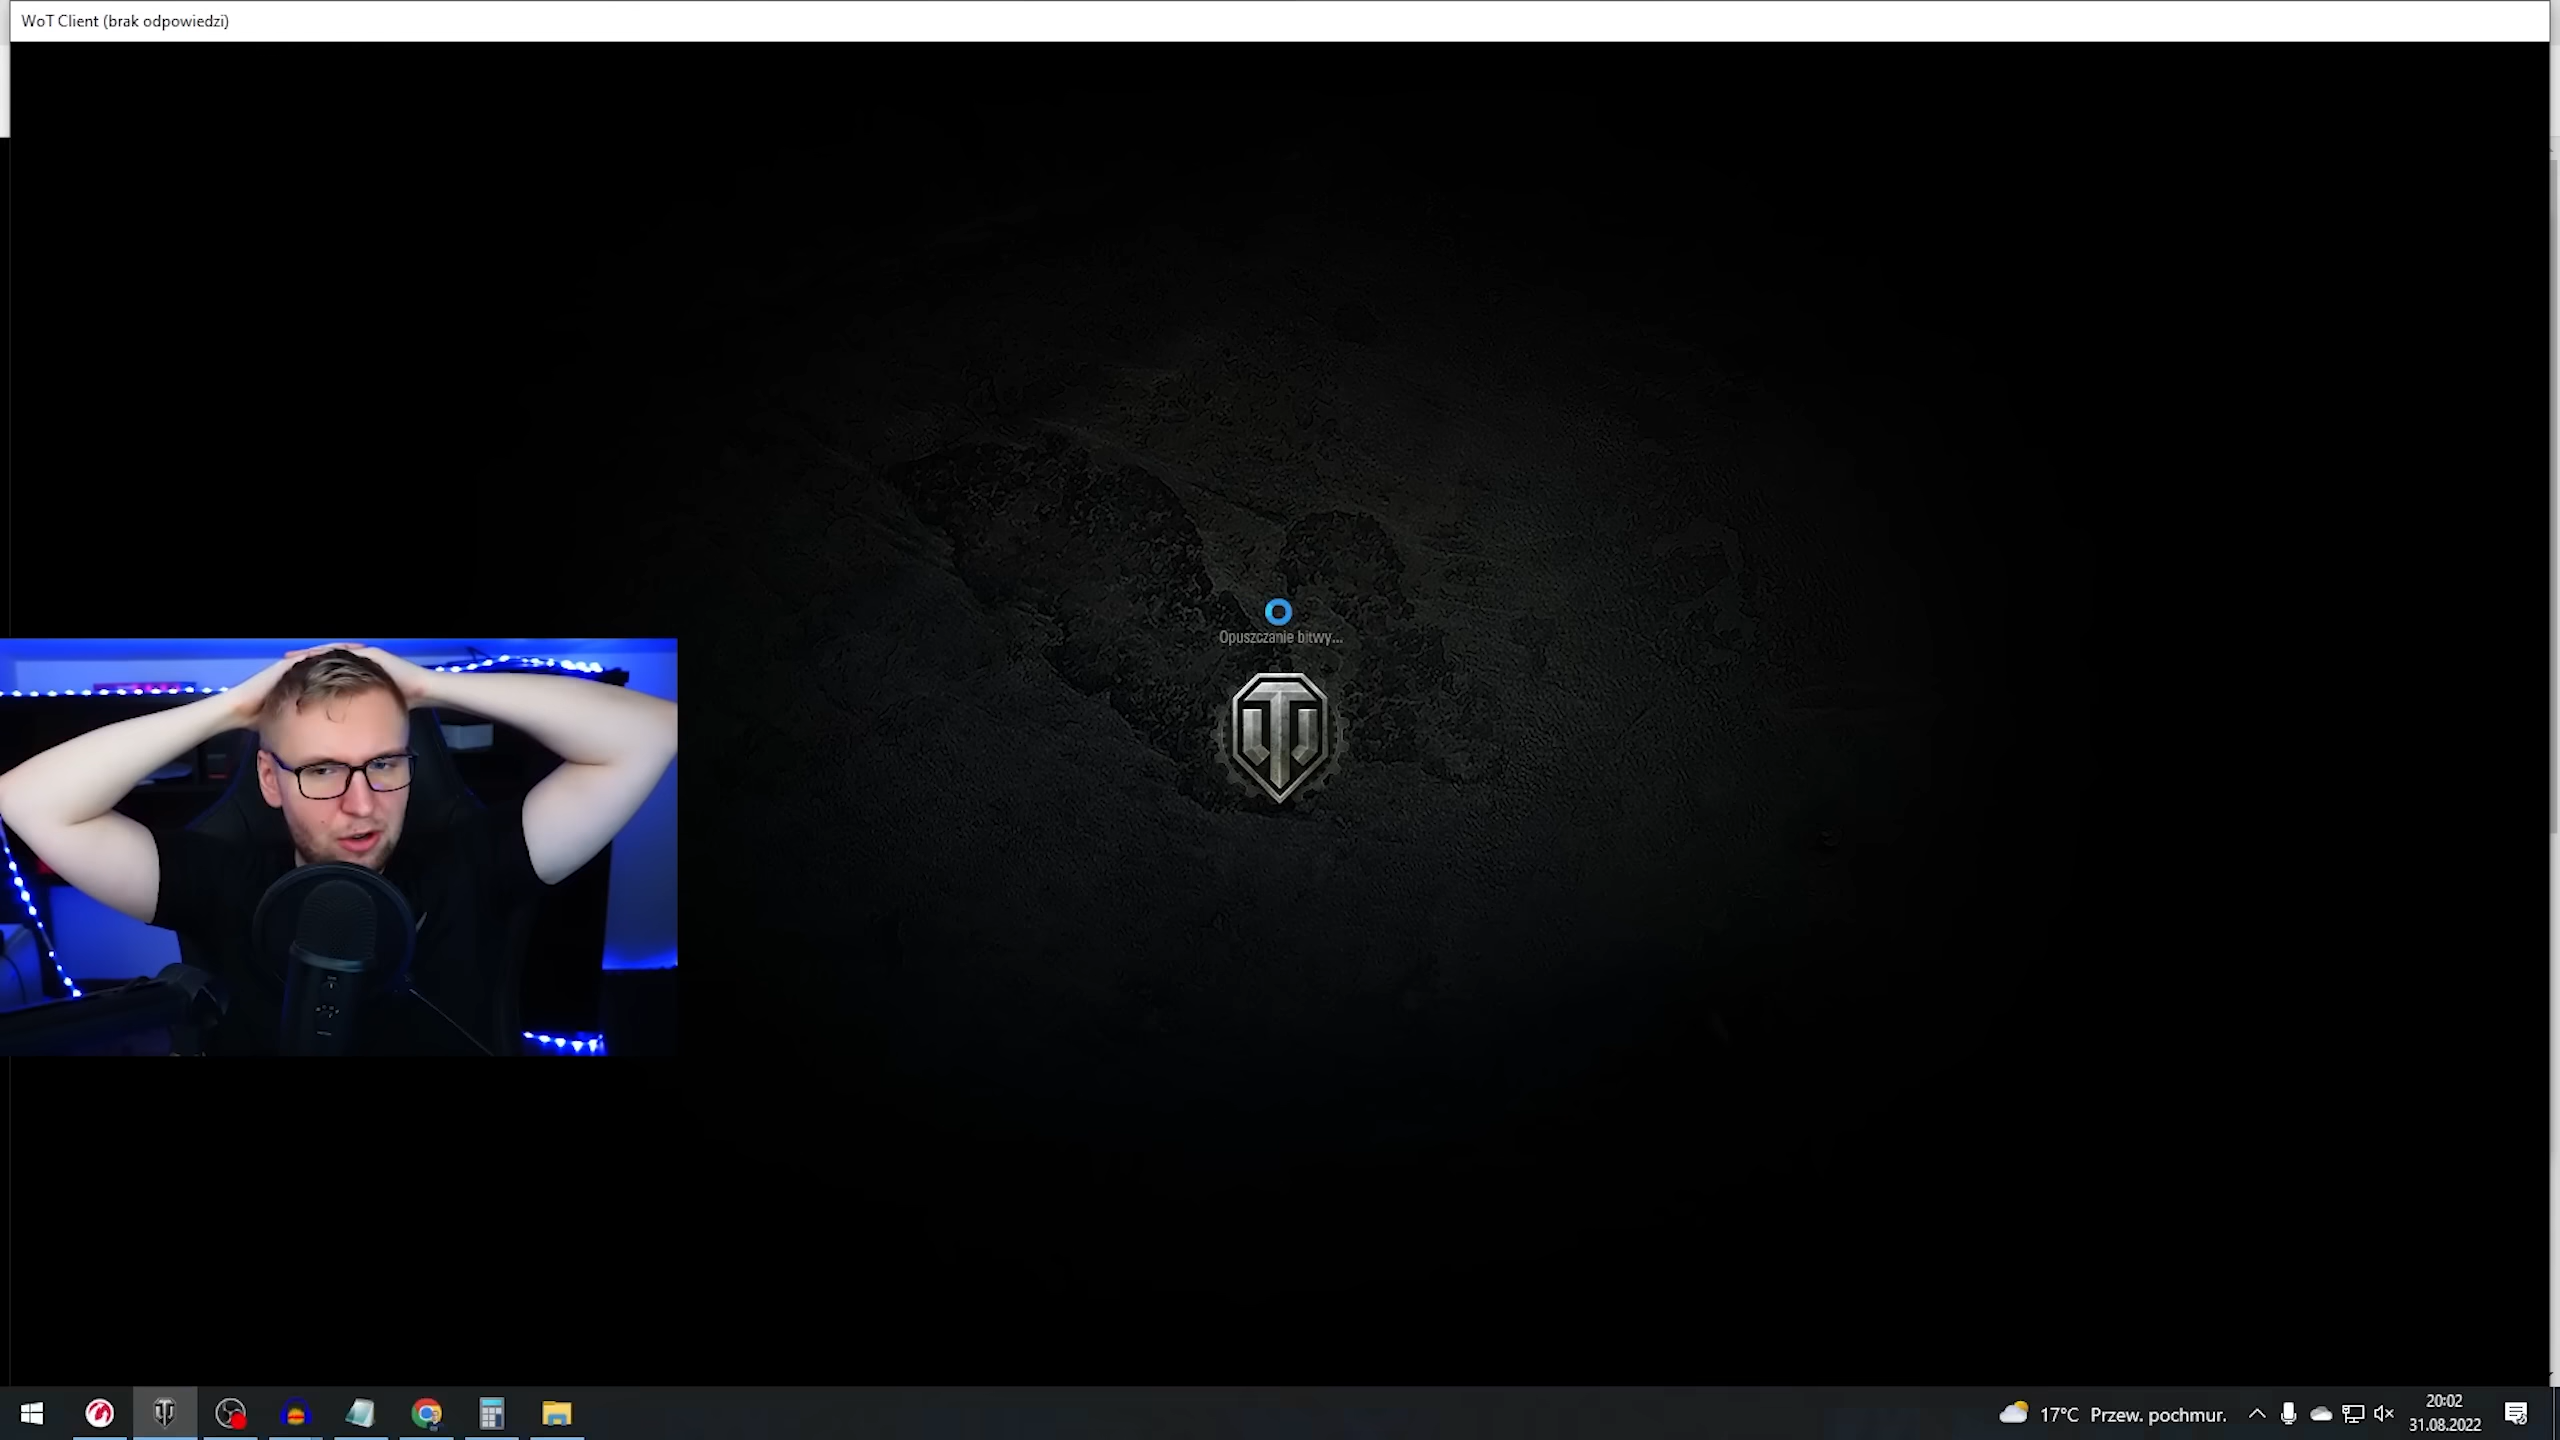 WoT Client (brak odpowiedzi)
Opuszczanie bitwy...
17°C Przew. pochmur.
20:02
31.08.2022